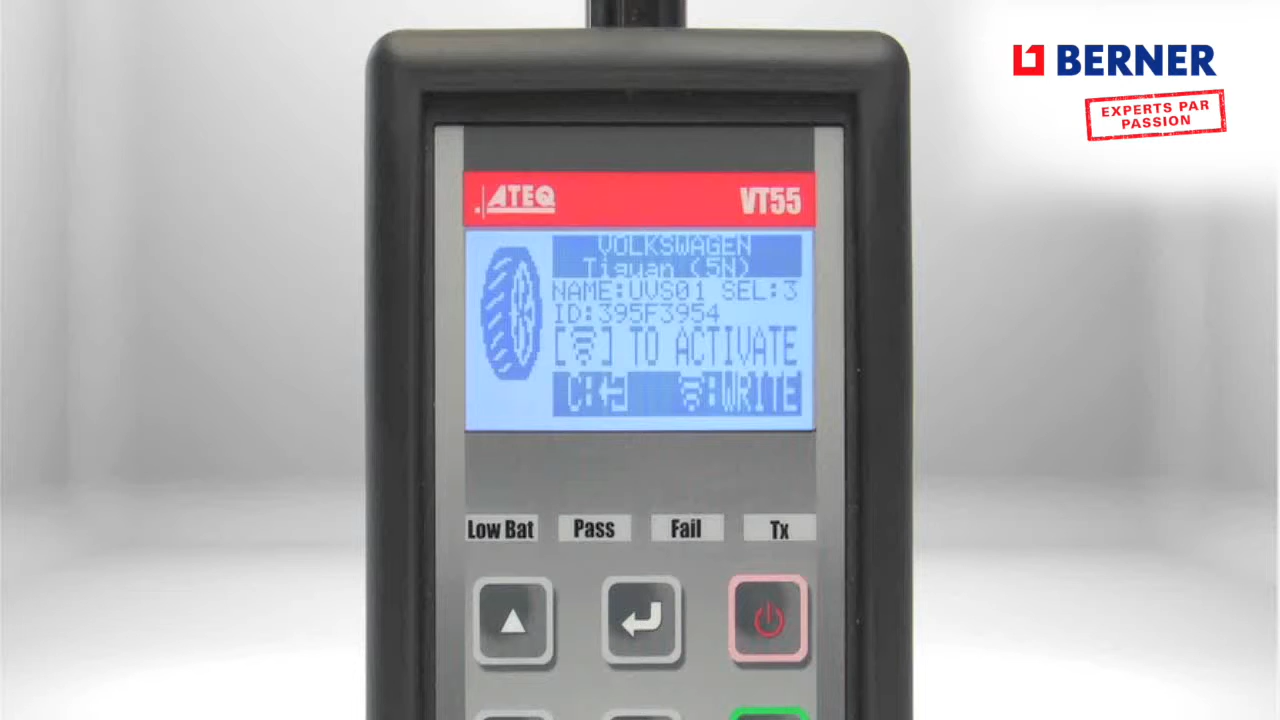 BERNER
EXPERTS PAR
PASSION
ATEQ
VT55
VOLKSWAGEN
Tiguan (5N)
NAME:UVS01 SEL:3
ID:395F3954
[ ] TO ACTIVATE
C: :WRITE
Low Bat
Pass
Fail
Tx